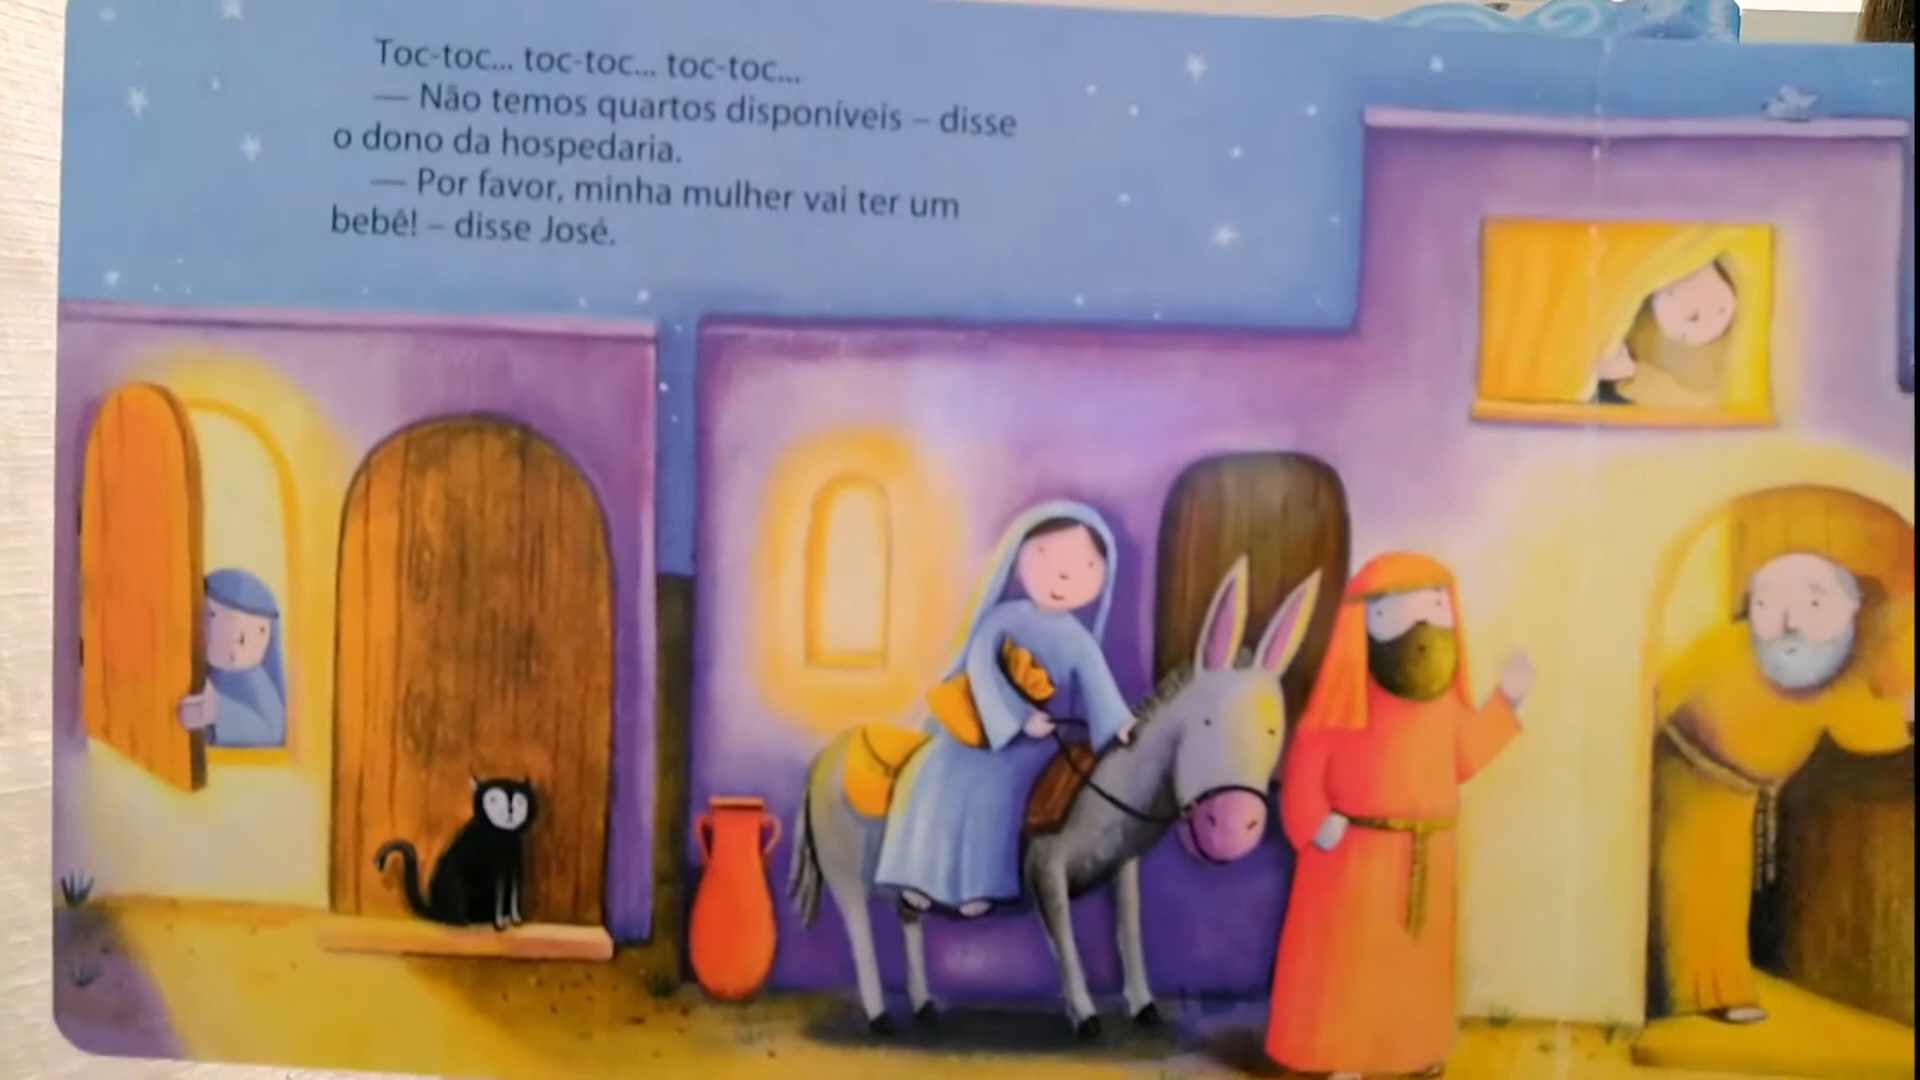 Toc-toc... toc-toc... toc-toc...
— Não temos quartos disponíveis – disse
o dono da hospedaria.
— Por favor, minha mulher vai ter um
bebê! – disse José.